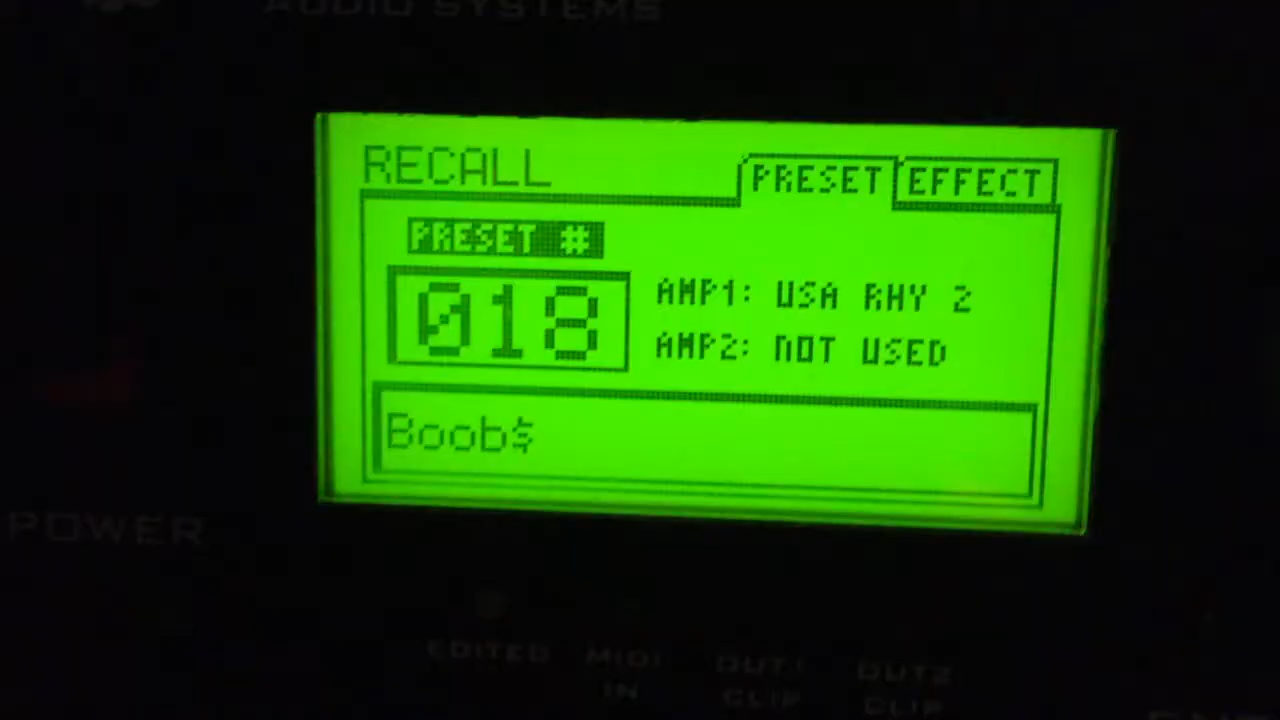 AUDIO SYSTEMS
RECALL
PRESET EFFECT
PRESET #
018
AMP1: USA RHY 2
AMP2: NOT USED
Boob$
POWER
EDITED MIDI IN OUT1 CLIP OUT2 CLIP